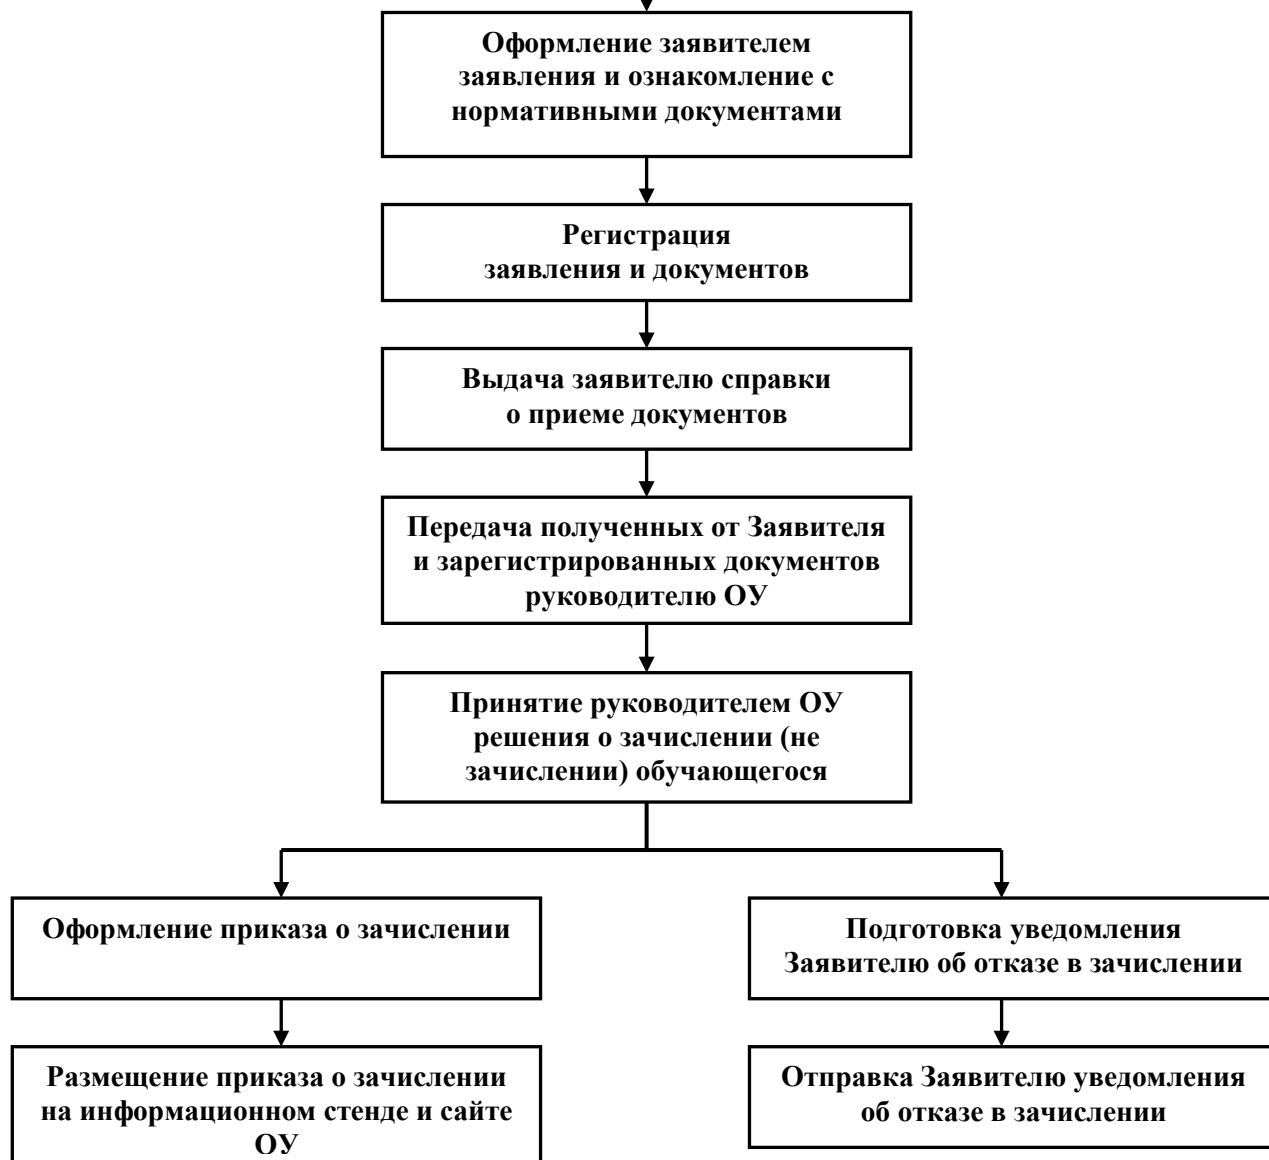 Оформление заявителем
заявления и ознакомление с
нормативными документами
Регистрация
заявления и документов
Выдача заявителю справки
о приеме документов
Передача полученных от Заявителя
и зарегистрированных документов
руководителю ОУ
Принятие руководителем ОУ
решения о зачислении (не
зачислении) обучающегося
Оформление приказа о зачислении
Подготовка уведомления
Заявителю об отказе в зачислении
Размещение приказа о зачислении
на информационном стенде и сайте
ОУ
Отправка Заявителю уведомления
об отказе в зачислении